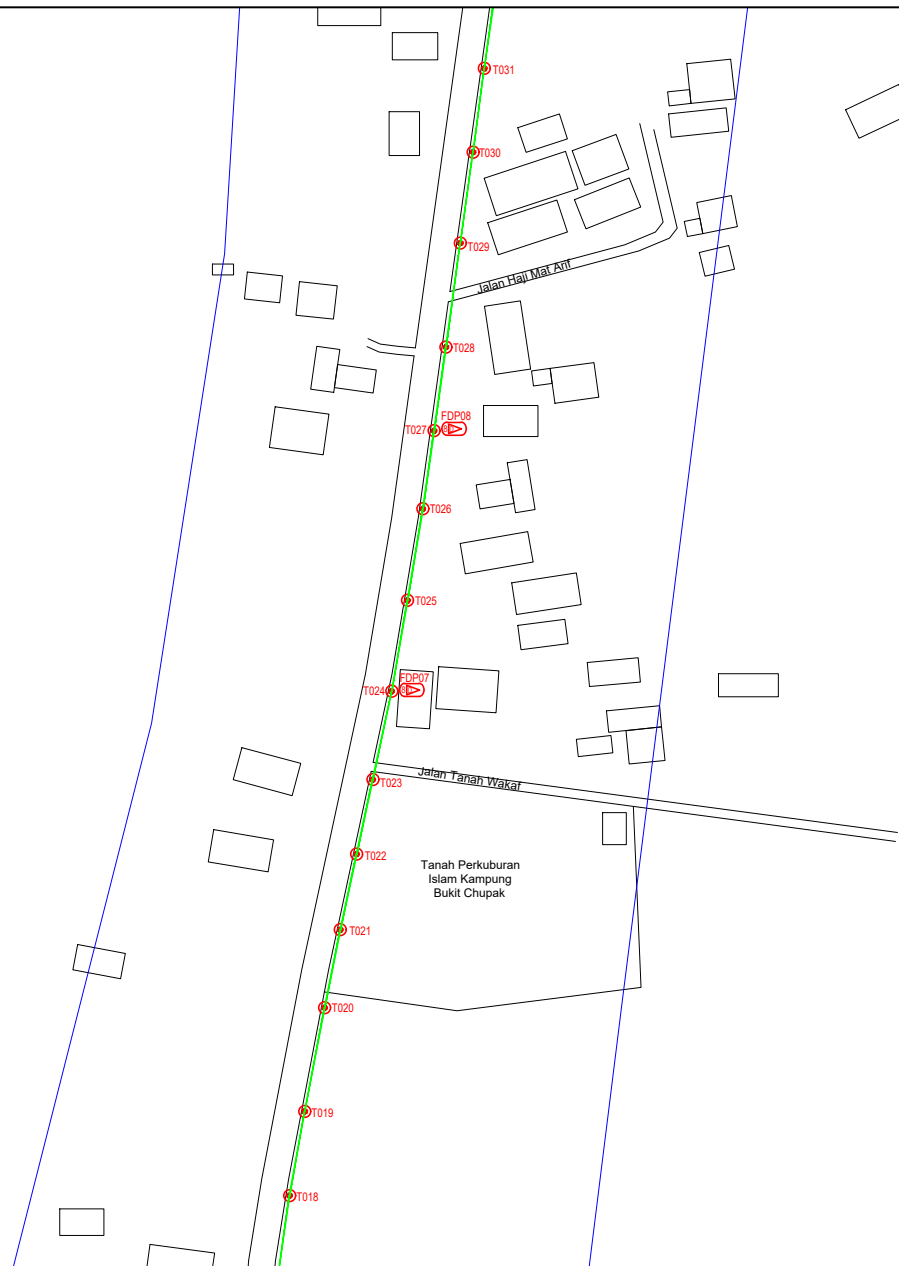 T031
T030
T029
Jalan Haji Mat Arif
T028
FDP08
T027
T026
T025
FDP07
T024
Jalan Tanah Wakaf
T023
T022
Tanah Perkuburan
Islam Kampung
Bukit Chupak
T021
T020
T019
T018